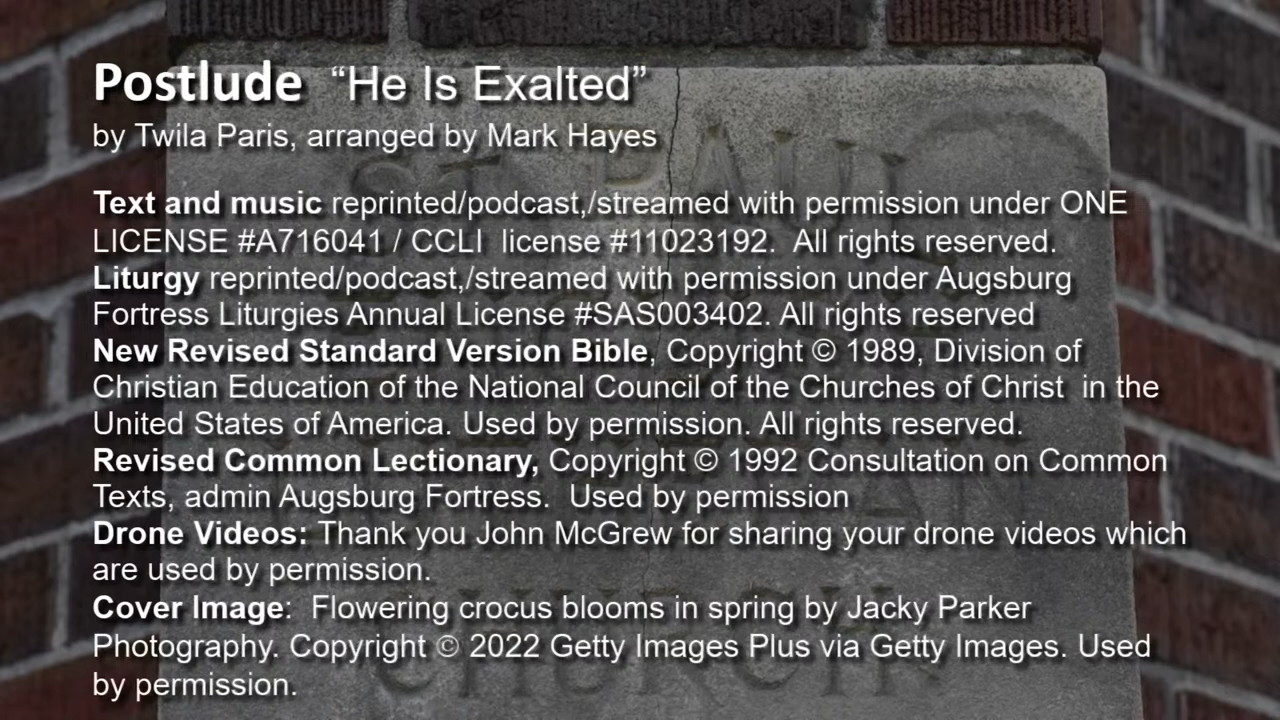 Postlude “He Is Exalted”
by Twila Paris, arranged by Mark Hayes
Text and music reprinted/podcast,/streamed with permission under ONE
LICENSE #A716041 / CCLI license #11023192. All rights reserved.
Liturgy reprinted/podcast,/streamed with permission under Augsburg
Fortress Liturgies Annual License #SAS003402. All rights reserved
New Revised Standard Version Bible, Copyright © 1989, Division of
Christian Education of the National Council of the Churches of Christ in the
United States of America. Used by permission. All rights reserved.
Revised Common Lectionary, Copyright © 1992 Consultation on Common
Texts, admin Augsburg Fortress. Used by permission
Drone Videos: Thank you John McGrew for sharing your drone videos which
are used by permission.
Cover Image: Flowering crocus blooms in spring by Jacky Parker
Photography. Copyright © 2022 Getty Images Plus via Getty Images. Used
by permission.
ST. PAUL
CHURCH